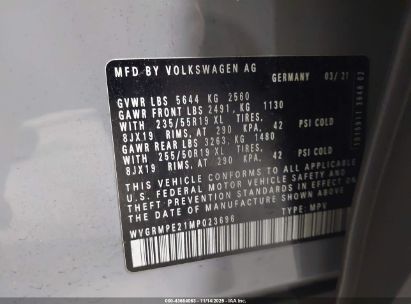 MFD BY VOLKSWAGEN AG
GERMANY 03/21
GVWR LBS 5644 KG 2560
GAWR FRONT LBS 2491, KG 1130
WITH 235/55R19 XL TIRES,
8JX19 RIMS, AT 290 KPA, 42 PSI COLD
GAWR REAR LBS 3263, KG 1480
WITH 255/50R19 XL TIRES,
8JX19 RIMS, AT 290 KPA, 42 PSI COLD
THIS VEHICLE CONFORMS TO ALL APPLICABLE
U.S. FEDERAL MOTOR VEHICLE SAFETY AND
THEFT PREVENTION STANDARDS IN EFFECT ON
THE DATE OF MANUFACTURE SHOWN ABOVE.
WVGRMPE21MP023696 TYPE: MPV